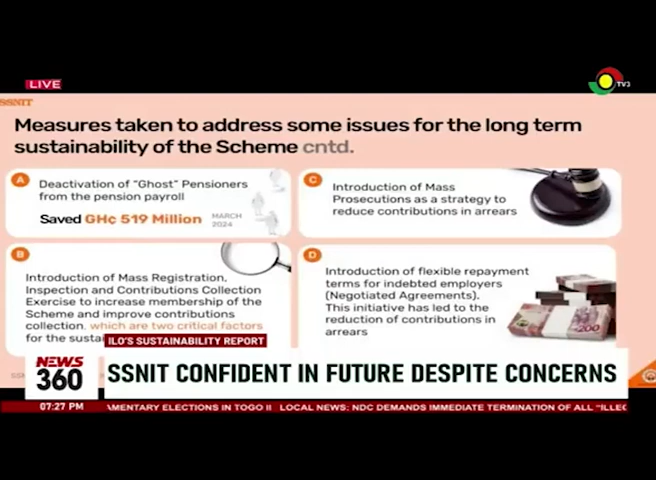 LIVE
TV3
SSNIT
Measures taken to address some issues for the long term
sustainability of the Scheme cntd.
A
Deactivation of "Ghost" Pensioners
from the pension payroll
Saved GH¢ 519 Million
MARCH
2024
C
Introduction of Mass
Prosecutions as a strategy to
reduce contributions in arrears
B
Introduction of Mass Registration,
Inspection and Contributions Collection
Exercise to increase membership of the
Scheme and improve contributions
collection, which are two critical factors
for the
D
Introduction of flexible repayment
terms for indebted employers
(Negotiated Agreements).
This initiative has led to the
reduction of contributions in
arrears
200
ILO'S SUSTAINABILITY REPORT
NEWS
360
SSNIT CONFIDENT IN FUTURE DESPITE CONCERNS
07:27 PM
AMENTARY ELECTIONS IN TOGO II LOCAL NEWS: NDC DEMANDS IMMEDIATE TERMINATION OF ALL "ILLEG